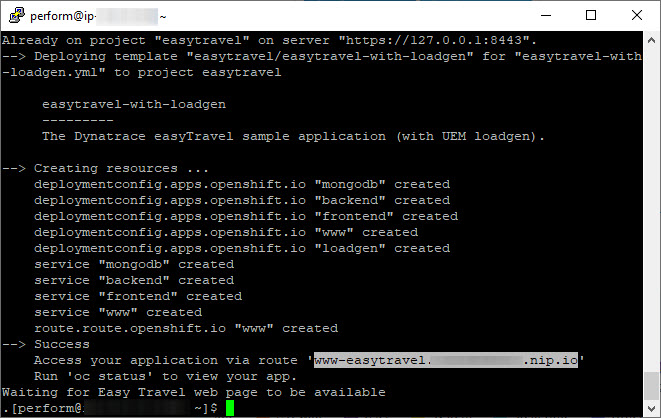 perform@ip- ~
Already on project "easytravel" on server "https://127.0.0.1:8443".
--> Deploying template "easytravel/easytravel-with-loadgen" for "easytravel-with
-loadgen.yml" to project easytravel
easytravel-with-loadgen
---------
The Dynatrace easyTravel sample application (with UEM loadgen).
--> Creating resources ...
deploymentconfig.apps.openshift.io "mongodb" created
deploymentconfig.apps.openshift.io "backend" created
deploymentconfig.apps.openshift.io "frontend" created
deploymentconfig.apps.openshift.io "www" created
deploymentconfig.apps.openshift.io "loadgen" created
service "mongodb" created
service "backend" created
service "frontend" created
service "www" created
route.route.openshift.io "www" created
--> Success
Access your application via route 'www-easytravel. .nip.io'
Run 'oc status' to view your app.
Waiting for Easy Travel web page to be available
.[perform@ ~]$